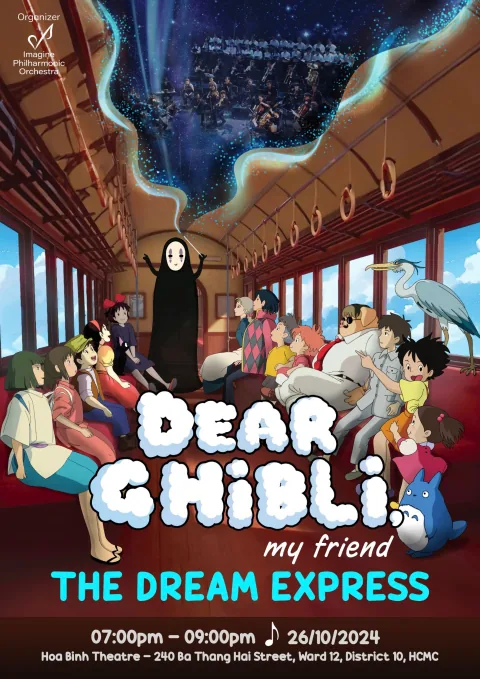 Organizer
Imagine
Philharmonic
Orchestra
DEAR
GHiBLi,
my friend
THE DREAM EXPRESS
07:00pm – 09:00pm ♪ 26/10/2024
Hoa Binh Theatre – 240 Ba Thang Hai Street, Ward 12, District 10, HCMC